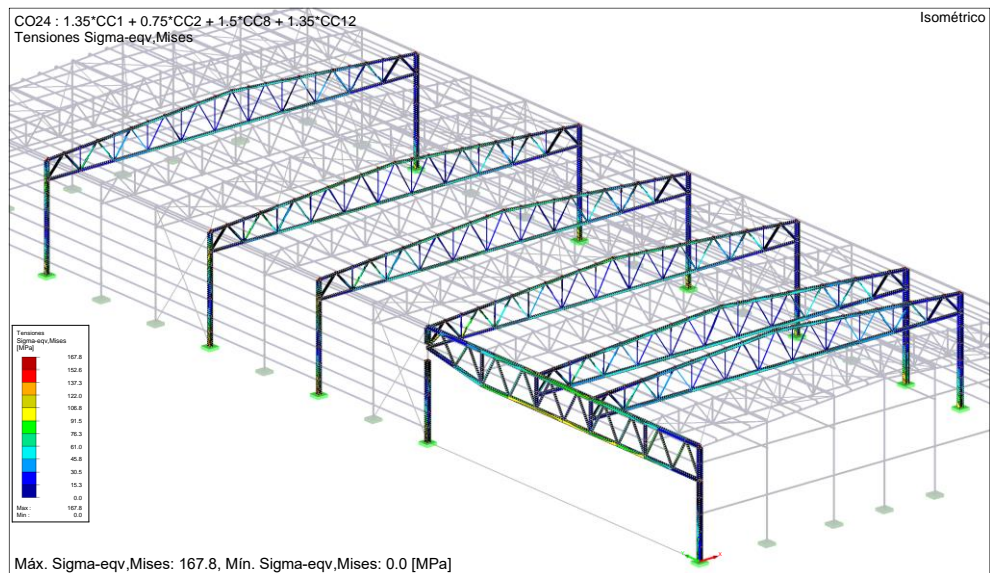 CO24 : 1.35*CC1 + 0.75*CC2 + 1.5*CC8 + 1.35*CC12
Tensiones Sigma-eqv,Mises
Isométrico
Tensiones
Sigma-eqv,Mises
[MPa]
167.8
152.6
137.3
122.0
106.8
91.5
76.3
61.0
45.8
30.5
15.3
0.0
Max : 167.8
Min : 0.0
Máx. Sigma-eqv,Mises: 167.8, Mín. Sigma-eqv,Mises: 0.0 [MPa]